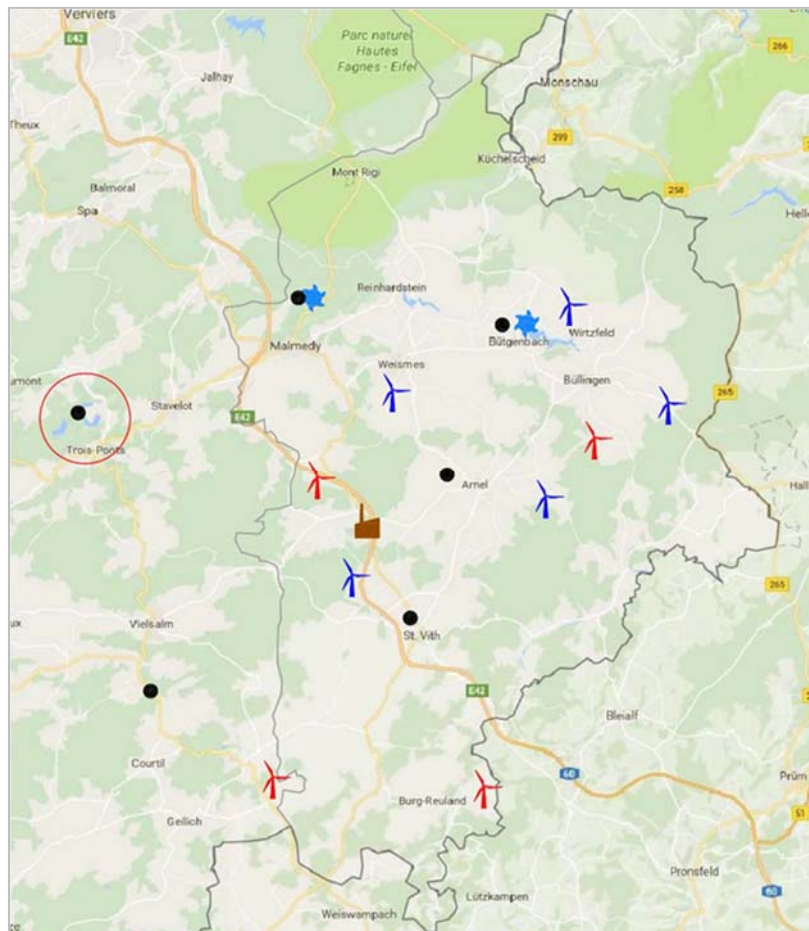 Verviers
E42
Parc naturel
Hautes
Fagnes - Eifel
266
Jalhay
Monschau
Theux
299
Küchelscheid
Mont Rigi
Balmoral
258
Spa
Reinhardstein
Wirtzfeld
Malmedy
Bütgenbach
Weismes
Büllingen
265
Stavelot
E42
Trois-Ponts
Amel
265
Vielsalm
St. Vith
E42
Bleialf
Courtil
60
Prüm
Burg-Reuland
Gellich
51
Pronsfeld
60
Lützkampen
Weiswampach